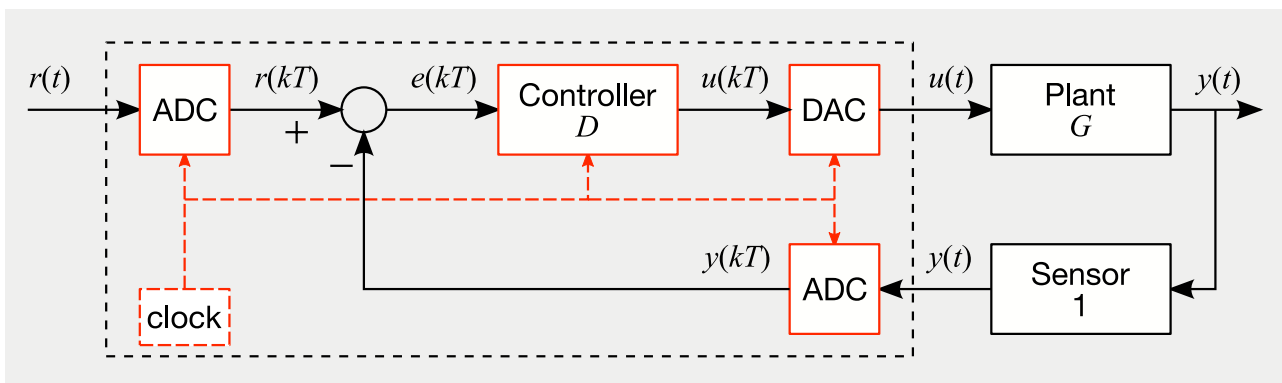 r(t)
ADC
r(kT)
+
−
e(kT)
Controller
D
u(kT)
DAC
u(t)
Plant
G
y(t)
clock
y(kT)
ADC
y(t)
Sensor
1